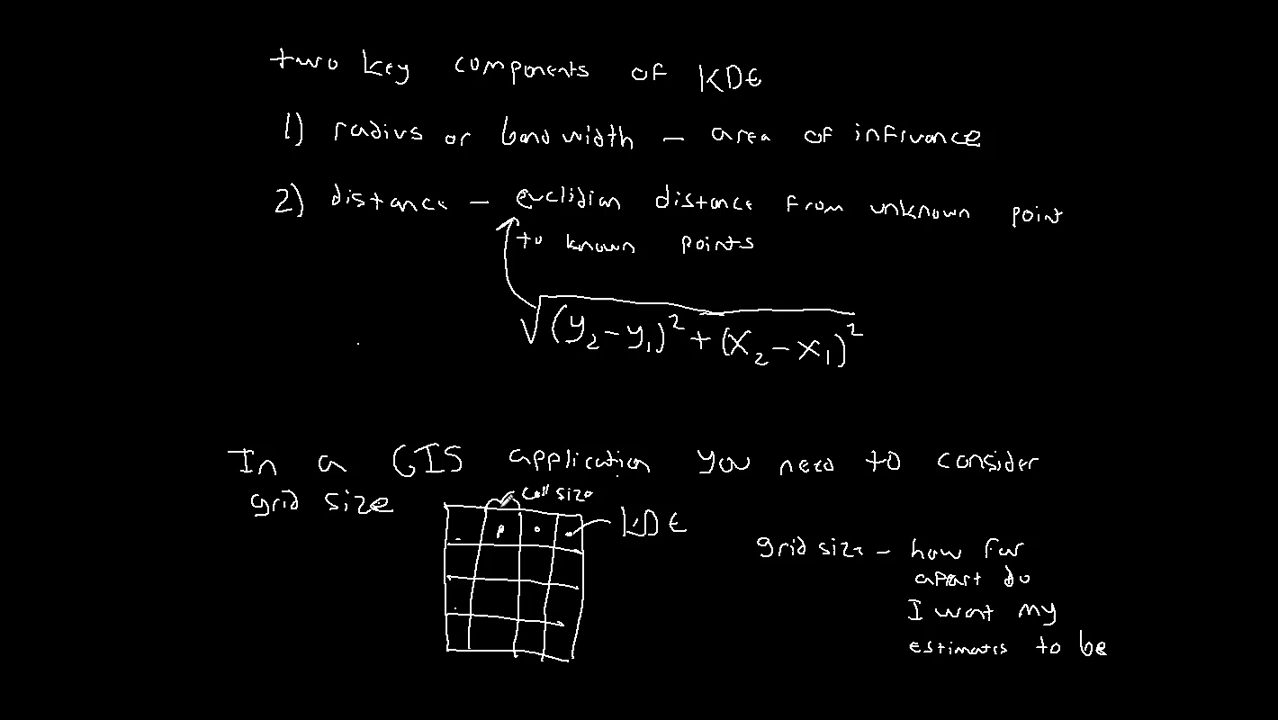 two key components of KDE
1) radius or bandwidth – area of infruance
2) distance – euclidian distance from unknown point
to known points
√(y₂−y₁)² + (x₂−x₁)²
In a GIS application you need to consider
grid size
cell size
KDE
grid size – how far
apart do
I want my
estimates to be